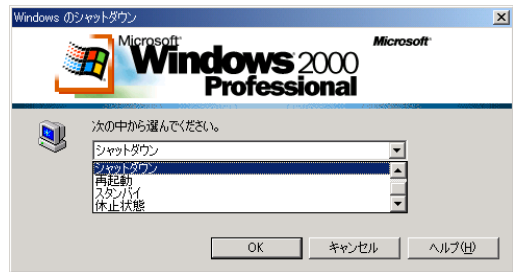 Windows のシャットダウン
Microsoft
Microsoft
Windows 2000
Professional
次の中から選んでください。
シャットダウン
シャットダウン
再起動
スタンバイ
休止状態
OK
キャンセル
ヘルプ(H)